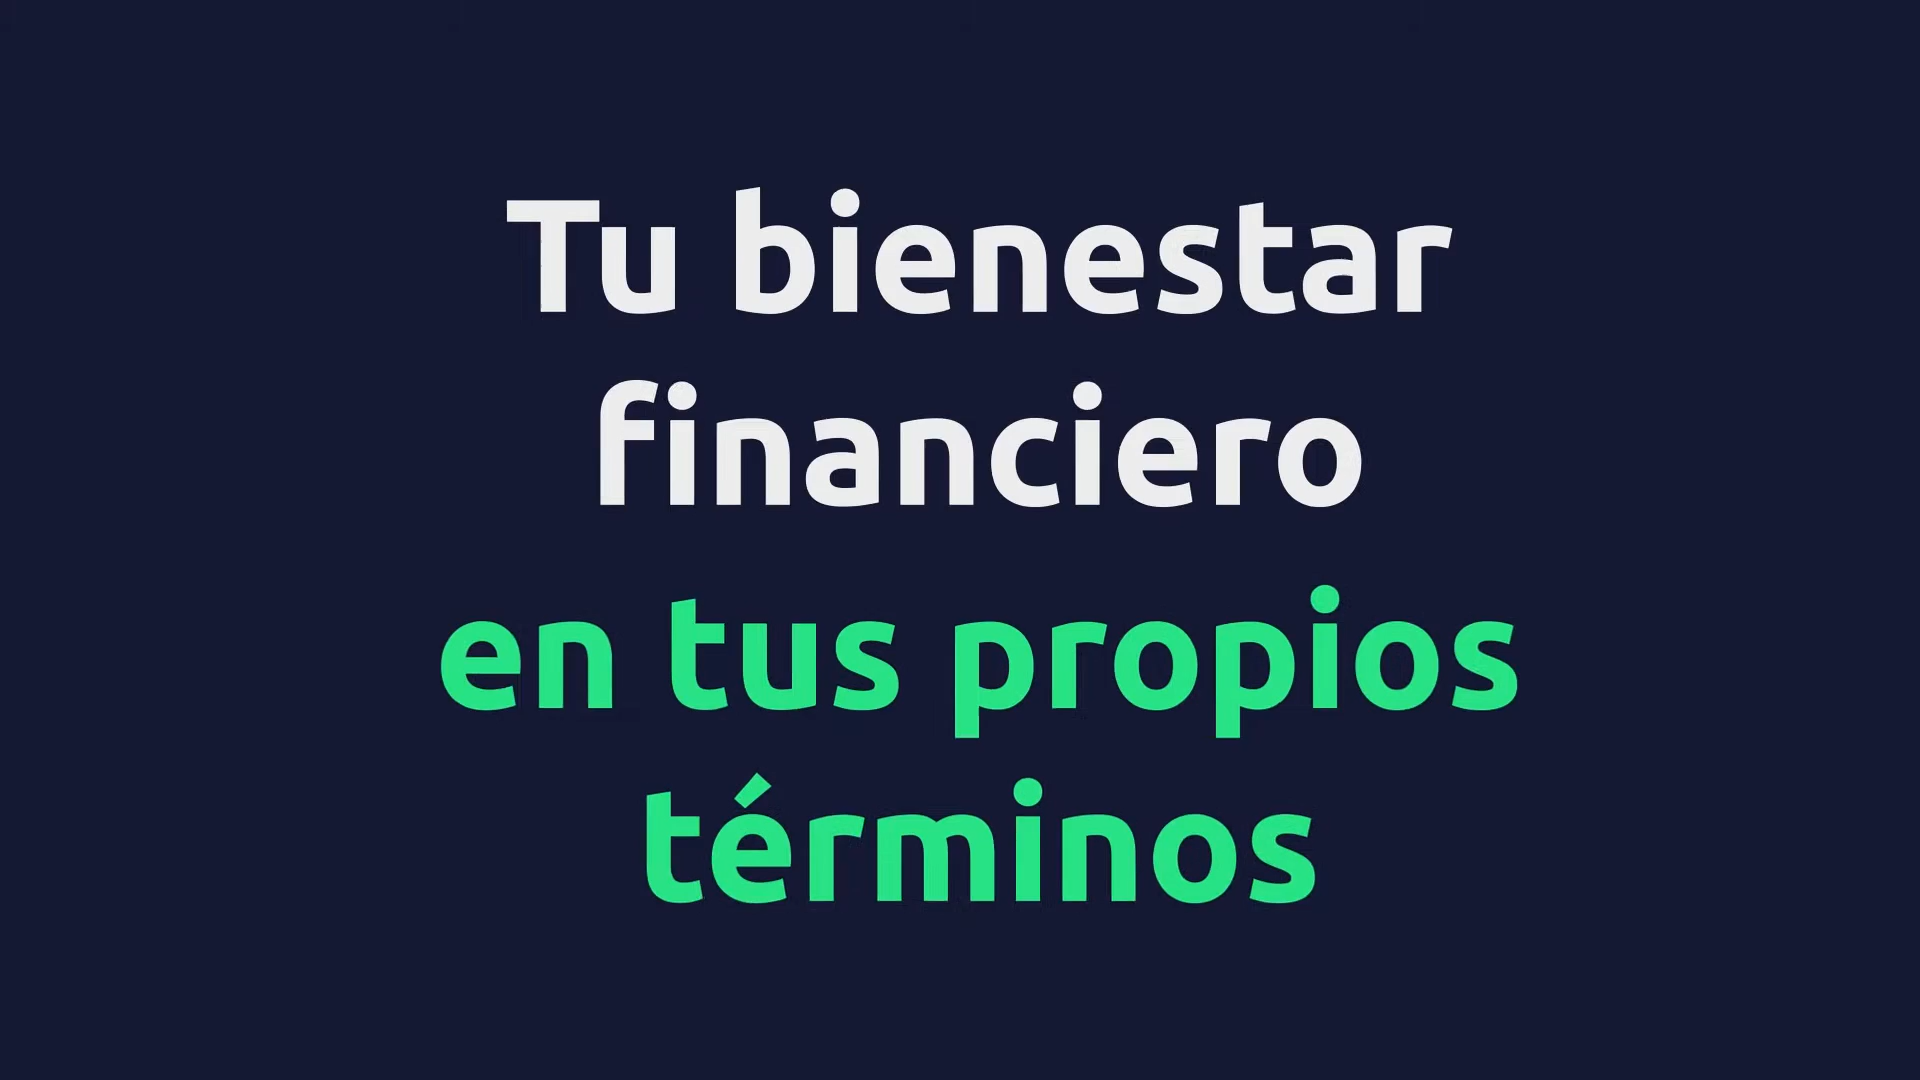 Tu bienestar
financiero
en tus propios
términos